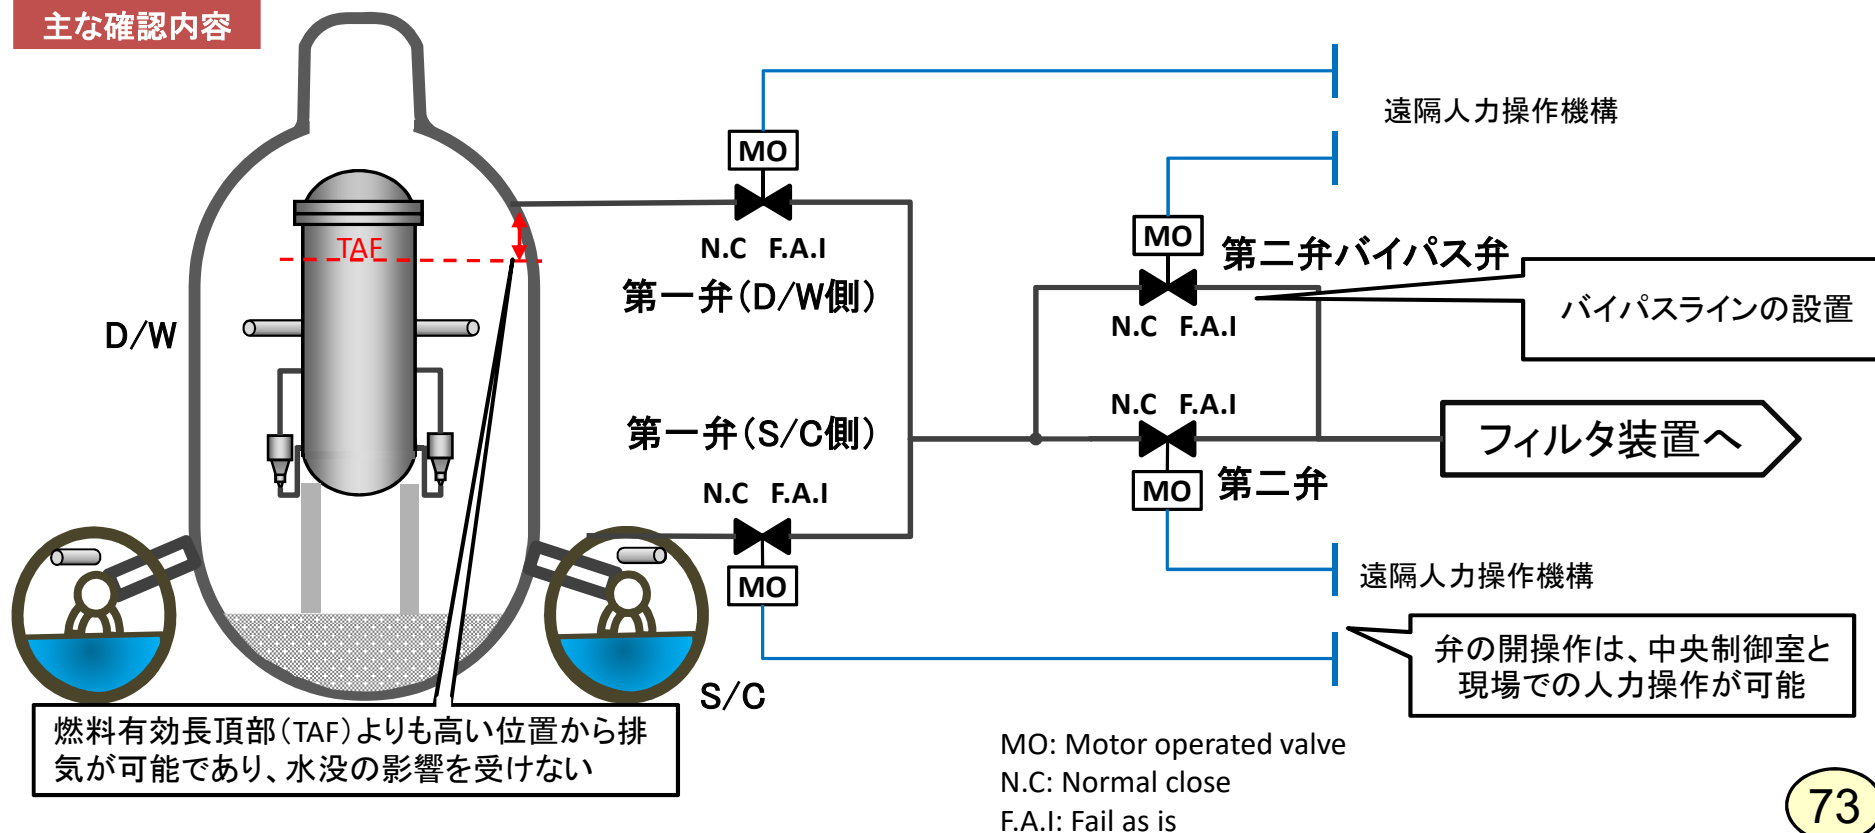 主な確認内容
遠隔人力操作機構
MO
N.C F.A.I
第一弁(D/W側)
TAF
D/W
MO
第二弁バイパス弁
N.C F.A.I
バイパスラインの設置
第一弁(S/C側)
N.C F.A.I
MO
N.C F.A.I
MO
第二弁
フィルタ装置へ
遠隔人力操作機構
弁の開操作は、中央制御室と
現場での人力操作が可能
S/C
燃料有効長頂部(TAF)よりも高い位置から排
気が可能であり、水没の影響を受けない
MO: Motor operated valve
N.C: Normal close
F.A.I: Fail as is
73